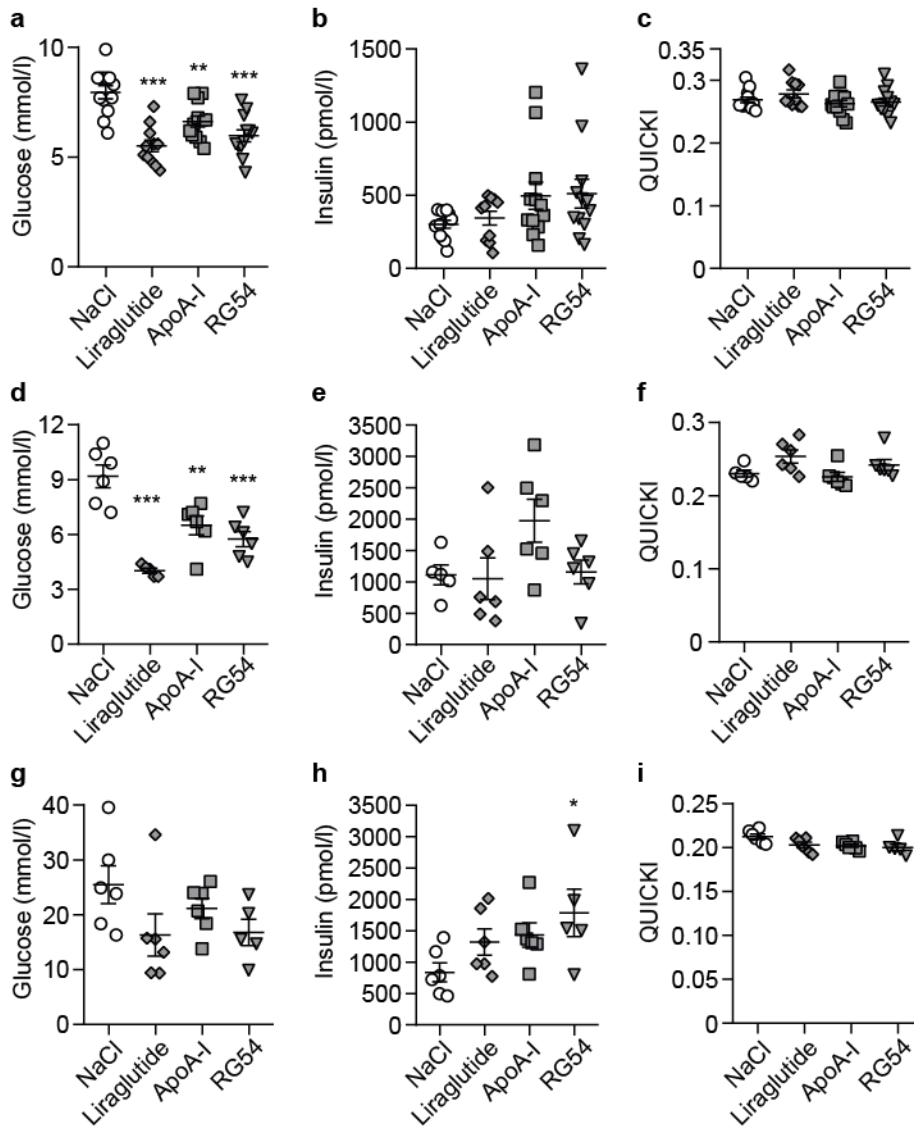 a
Glucose (mmol/l)
10
5
0
***
**
***
NaCl
Liraglutide
ApoA-I
RG54
b
Insulin (pmol/l)
1500
1000
500
0
NaCl
Liraglutide
ApoA-I
RG54
c
QUICKI
0.35
0.3
0.2
0.1
0
NaCl
Liraglutide
ApoA-I
RG54
d
Glucose (mmol/l)
12
9
6
3
0
***
**
***
NaCl
Liraglutide
ApoA-I
RG54
e
Insulin (pmol/l)
3500
3000
2500
2000
1500
1000
500
0
NaCl
Liraglutide
ApoA-I
RG54
f
QUICKI
0.3
0.2
0.1
0
NaCl
Liraglutide
ApoA-I
RG54
g
Glucose (mmol/l)
40
30
20
10
0
NaCl
Liraglutide
ApoA-I
RG54
h
Insulin (pmol/l)
3500
3000
2500
2000
1500
1000
500
0
*
NaCl
Liraglutide
ApoA-I
RG54
i
QUICKI
0.25
0.20
0.15
0.10
0.05
0
NaCl
Liraglutide
ApoA-I
RG54